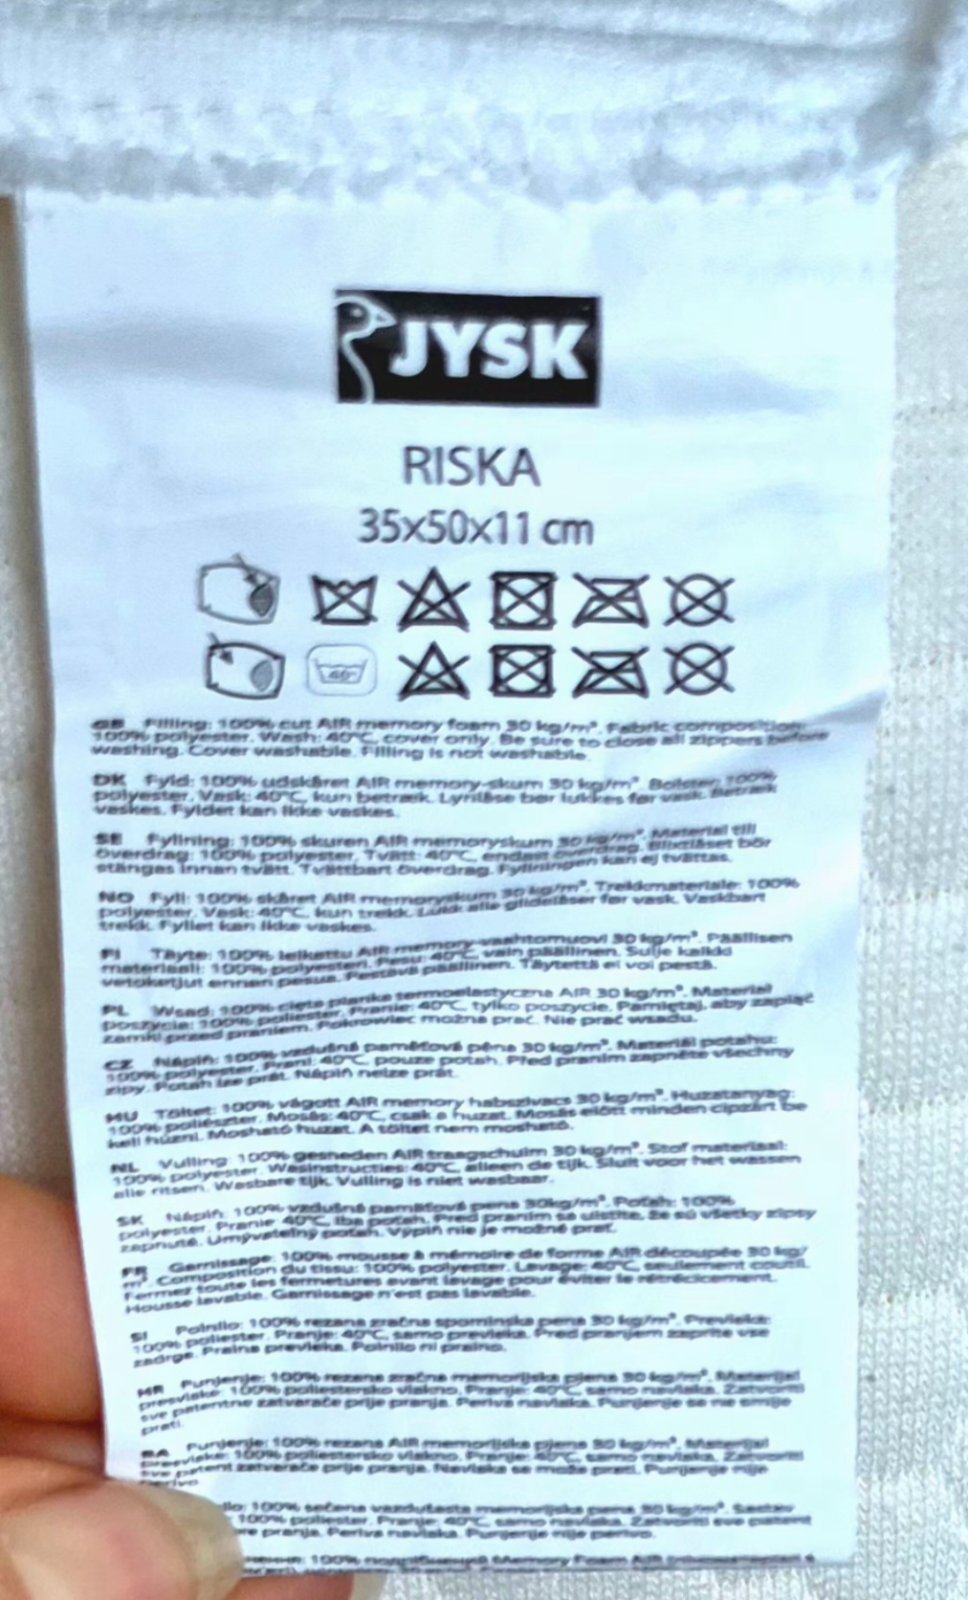 JYSK
RISKA
35x50x11 cm
40°
GB Filling: 100% cut AIR memory foam 30 kg/m³. Fabric composition:
100% polyester. Wash: 40°C, cover only. Be sure to close all zippers before
washing. Cover washable. Filling is not washable.
DK Fyld: 100% udskåret AIR memory-skum 30 kg/m³. Bolster: 100%
polyester. Vask: 40°C, kun betræk. Lynlåse bør lukkes før vask. Betræk
vaskes. Fyldet kan ikke vaskes.
SE Fyllning: 100% skuren AIR memoryskum 30 kg/m³. Material till
överdrag: 100% polyester. Tvätt: 40°C, endast överdrag. Blixtlåset bör
stängas innan tvätt. Tvättbart överdrag. Fyllningen kan ej tvättas.
NO Fyll: 100% skåret AIR memoryskum 30 kg/m³. Trekkmateriale: 100%
polyester. Vask: 40°C, kun trekk. Lukk alle glidelåser før vask. Vaskbart
trekk. Fyllet kan ikke vaskes.
FI Täyte: 100% leikattu AIR memory-vaahtomuovi 30 kg/m³. Päällisen
materiaali: 100% polyesteri. Pesu: 40°C, vain päällinen. Sulje kaikki
vetoketjut ennen pesua. Pestävä päällinen. Täytettä ei voi pestä.
PL Wsad: 100% cięta pianka termoelastyczna AIR 30 kg/m³. Materiał
poszycia: 100% poliester. Pranie: 40°C, tylko poszycie. Pamiętaj, aby zapiąć
zamki przed praniem. Pokrowiec można prać. Nie prać wsadu.
CZ Náplň: 100% vzdušná paměťová pěna 30 kg/m³. Materiál potahu:
100% polyester. Praní: 40°C, pouze potah. Před praním zapněte všechny
zipy. Potah lze prát. Náplň nelze prát.
HU Töltet: 100% vágott AIR memory habszivacs 30 kg/m³. Huzatanyag:
100% poliészter. Mosás: 40°C, csak a huzat. Mosás előtt minden cipzárt be
kell húzni. Mosható huzat. A töltet nem mosható.
NL Vulling: 100% gesneden AIR traagschuim 30 kg/m³. Stof materiaal:
100% polyester. Wasinstructies: 40°C, alleen de tijk. Sluit voor het wassen
alle ritsen. Wasbare tijk. Vulling is niet wasbaar.
SK Náplň: 100% vzdušná pamäťová pena 30kg/m³. Poťah: 100%
polyester. Pranie 40°C, iba poťah. Pred praním sa uistite, že sú všetky zipsy
zapnuté. Umývateľný poťah. Výplň nie je možné prať.
FR Garnissage: 100% mousse à mémoire de forme AIR découpée 30 kg/
m³. Composition du tissu: 100% polyester. Lavage: 40°C, seulement coutil.
Fermez toute les fermetures avant lavage pour éviter le rétrécicement.
Housse lavable. Garnissage n'est pas lavable.
SI Polnilo: 100% rezana zračna spominska pena 30 kg/m³. Prevleka:
100% poliester. Pranje: 40°C, samo prevleka. Pred pranjem zaprite vse
zadrge. Pralna prevleka. Polnilo ni pralno.
HR Punjenje: 100% rezana zračna memorijska pjena 30 kg/m³. Materijal
presvlake: 100% poliestersko vlakno. Pranje: 40°C, samo navlaka. Zatvoriti
sve patentne zatvarače prije pranja. Periva navlaka. Punjenje se ne smije
prati.
BA Punjenje: 100% rezana AIR memorijska pjena 30 kg/m³. Materijal
presvlake: 100% poliestersko vlakno. Pranje: 40°C, samo navlaka. Zatvoriti
sve patent zatvarače prije pranja. Navlaka se može prati. Punjenje nije
perivo
100% sečena vazdušasta memorijska pena 30 kg/m³. Sastav
100% poliester. Pranje: 40°C, samo navlaka. Zatvoriti sve patent
pranja. Periva navlaka. Punjenje nije perivo.
100% Memory Foam AIR